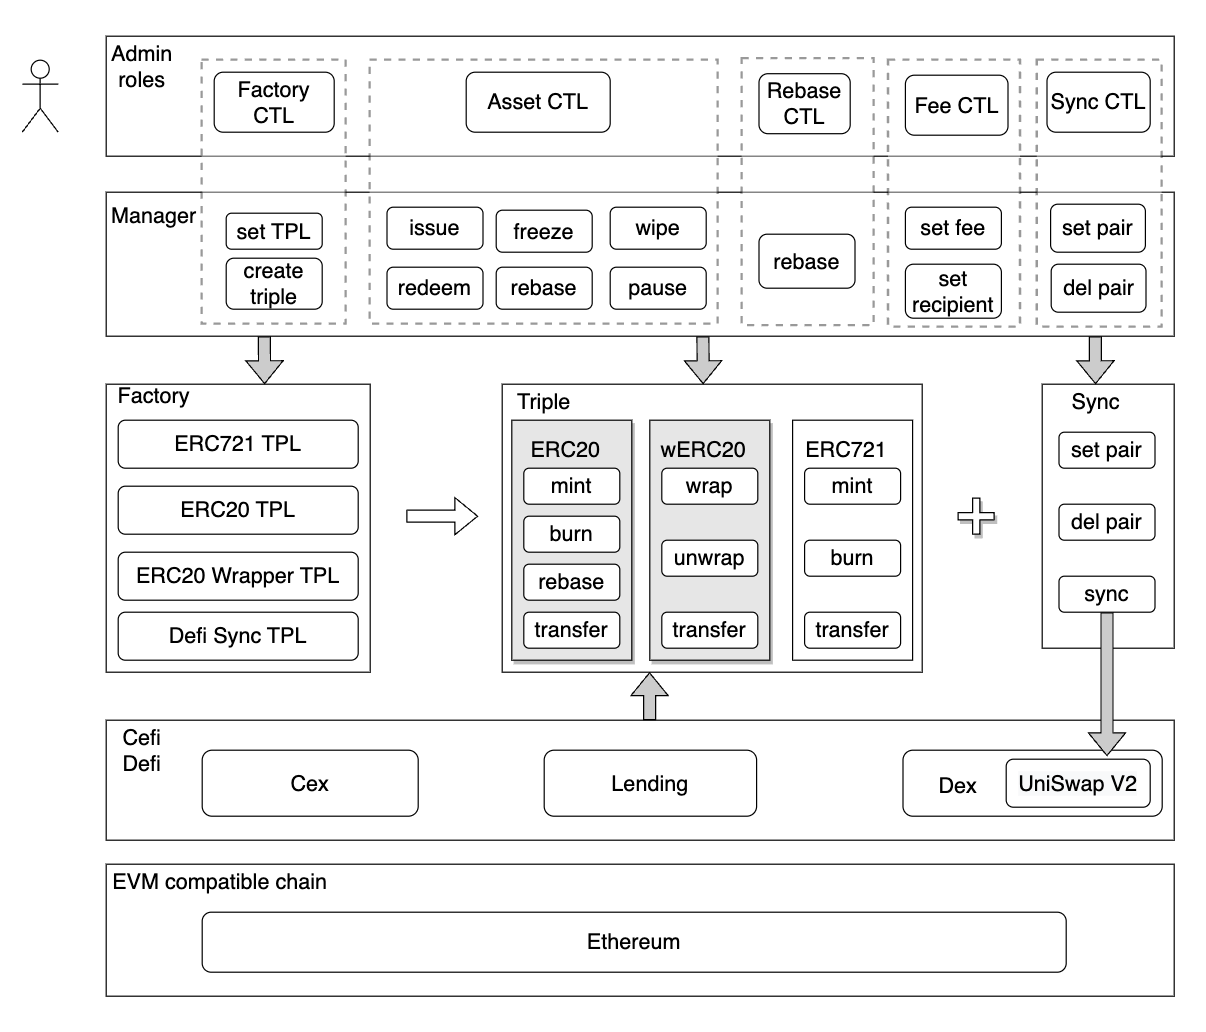 Admin
roles
Factory
CTL
Asset CTL
Rebase
CTL
Fee CTL
Sync CTL
Manager
set TPL
create
triple
issue
freeze
wipe
redeem
rebase
pause
rebase
set fee
set
recipient
set pair
del pair
Factory
ERC721 TPL
ERC20 TPL
ERC20 Wrapper TPL
Defi Sync TPL
Triple
ERC20
mint
burn
rebase
transfer
wERC20
wrap
unwrap
transfer
ERC721
mint
burn
transfer
Sync
set pair
del pair
sync
Cefi
Defi
Cex
Lending
Dex
UniSwap V2
EVM compatible chain
Ethereum